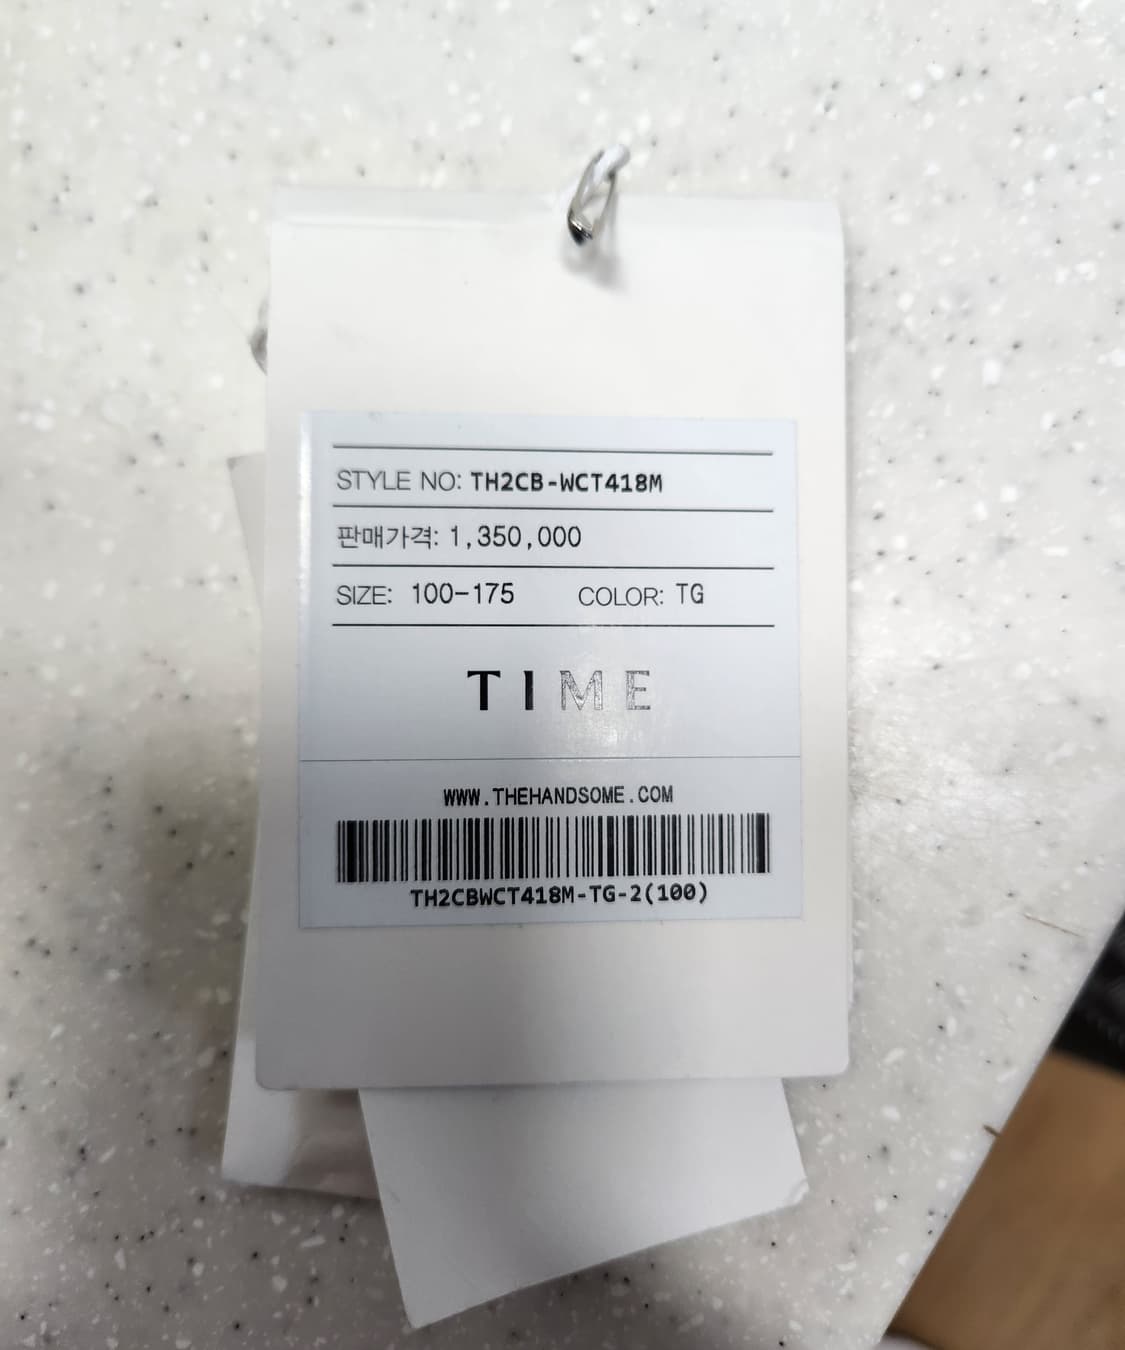 STYLE NO: TH2CB-WCT418M
판매가격: 1,350,000
SIZE: 100-175 COLOR: TG
TIME
WWW.THEHANDSOME.COM
TH2CBWCT418M-TG-2(100)